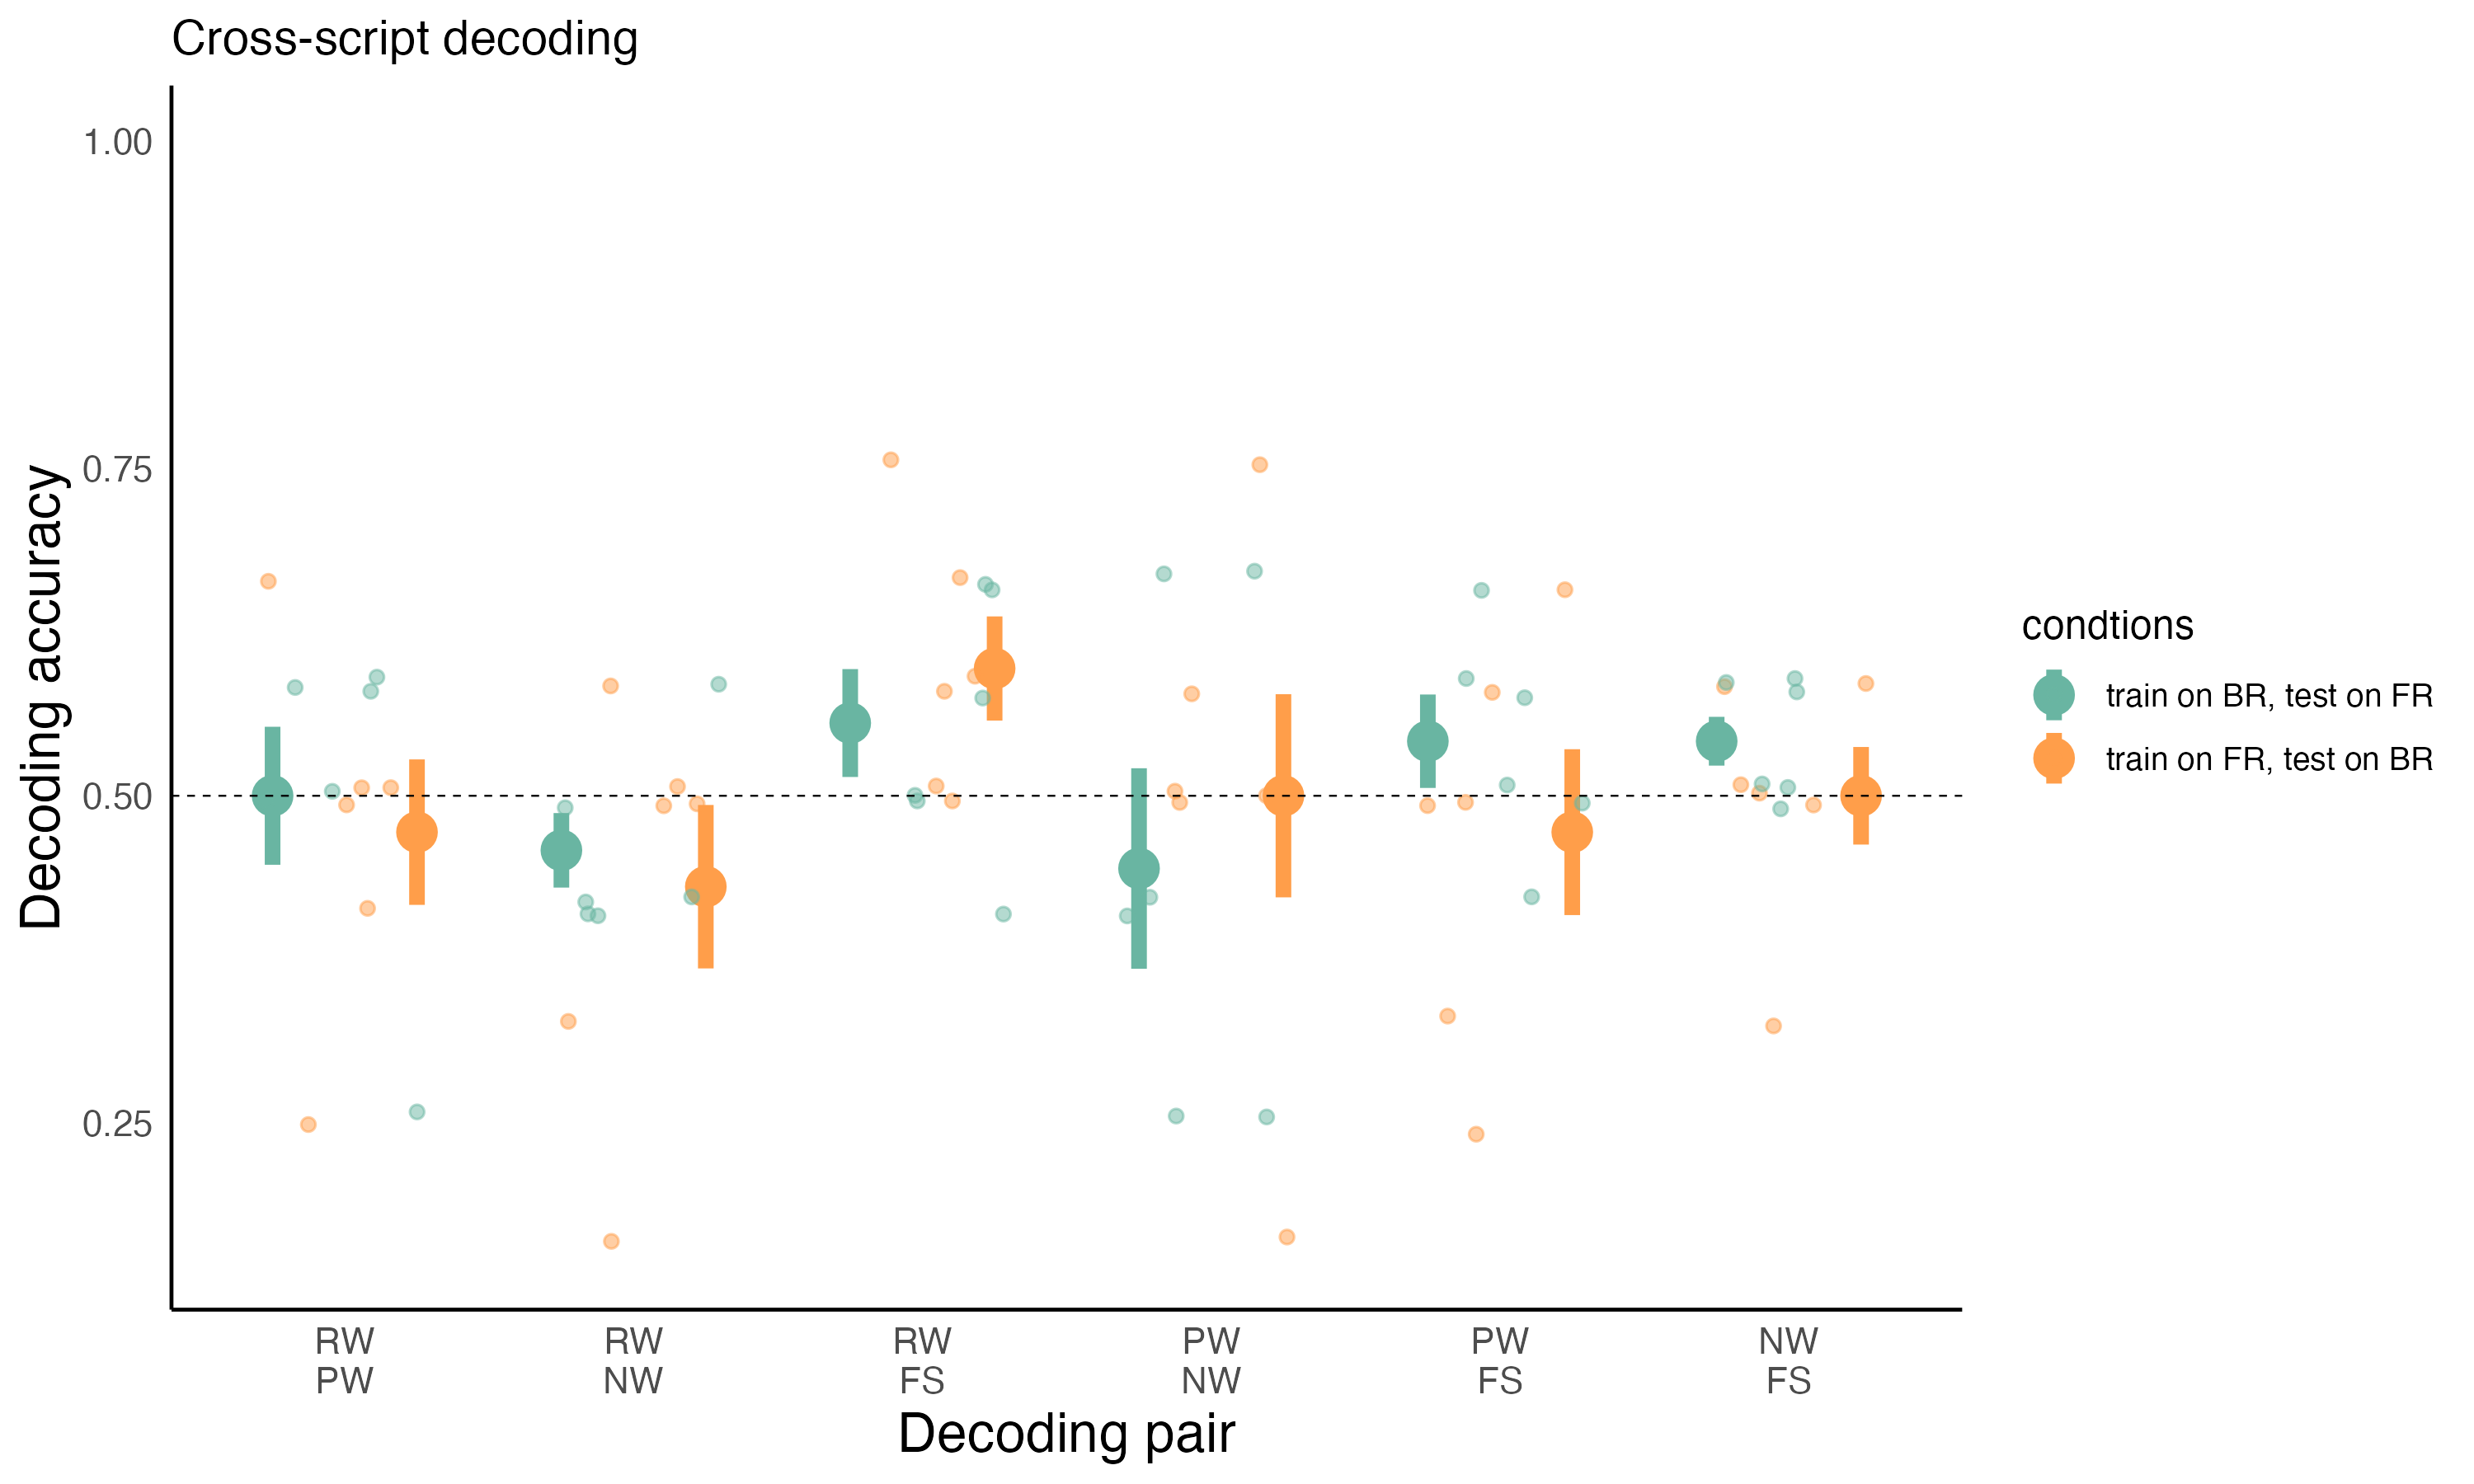 Cross-script decoding
Decoding accuracy
1.00
0.75
0.50
0.25
RW
PW
RW
NW
RW
FS
PW
NW
PW
FS
NW
FS
Decoding pair
condtions
train on BR, test on FR
train on FR, test on BR